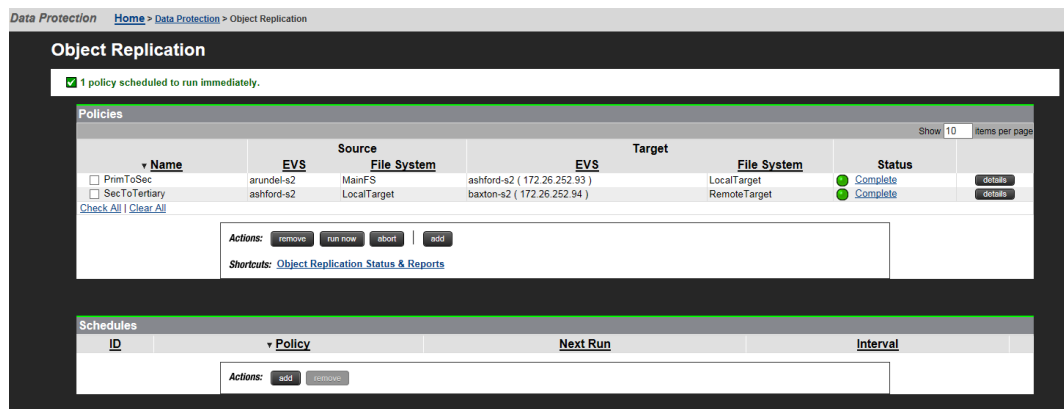 Data Protection Home > Data Protection > Object Replication
Object Replication
1 policy scheduled to run immediately.
Policies
Show 10 items per page
Source Target
Name EVS File System EVS File System Status
PrimToSec arundel-s2 MainFS ashford-s2 ( 172.26.252.93 ) LocalTarget Complete details
SecToTertiary ashford-s2 LocalTarget baxton-s2 ( 172.26.252.94 ) RemoteTarget Complete details
Check All | Clear All
Actions: remove run now abort | add
Shortcuts: Object Replication Status & Reports
Schedules
ID Policy Next Run Interval
Actions: add remove